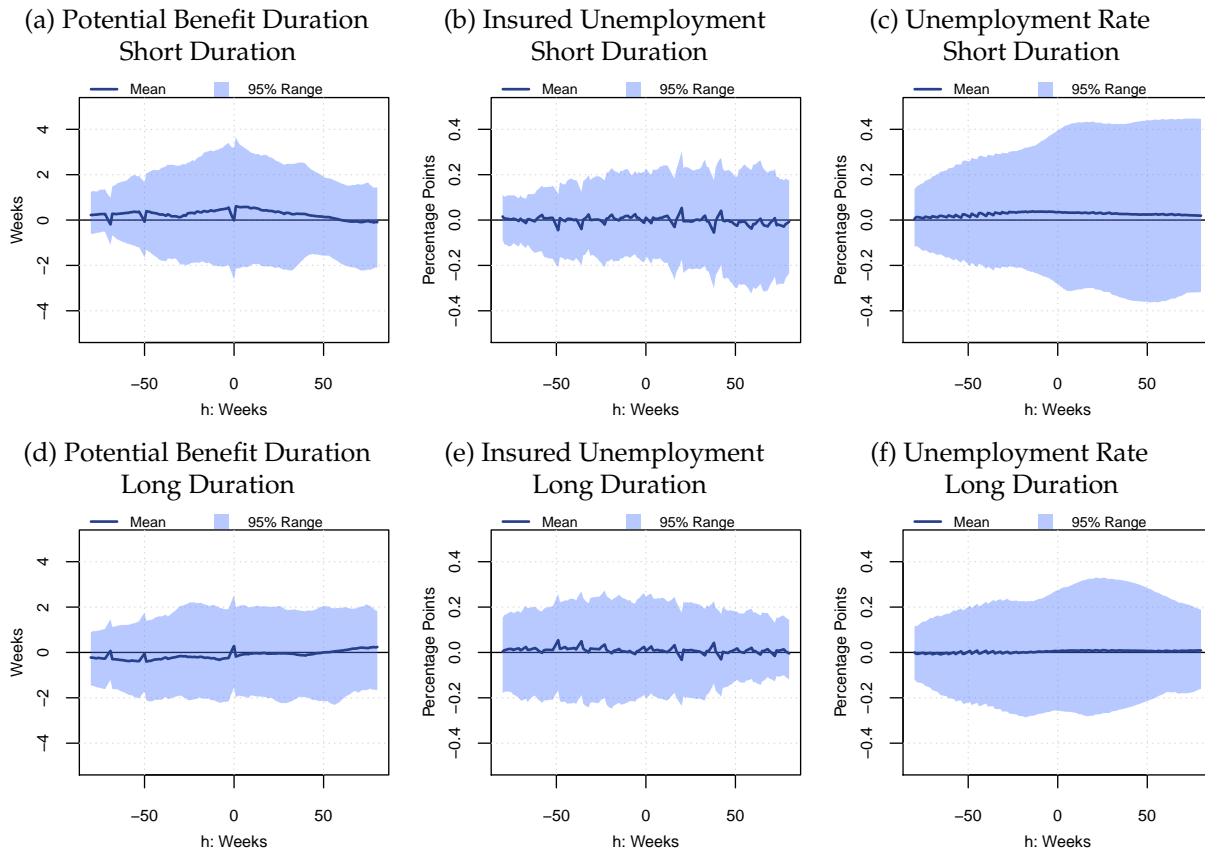 (a) Potential Benefit Duration
Short Duration
Mean
95% Range
4
2
0
−2
−4
Weeks
−50
0
50
h: Weeks
(b) Insured Unemployment
Short Duration
Mean
95% Range
0.4
0.2
0.0
−0.2
−0.4
Percentage Points
−50
0
50
h: Weeks
(c) Unemployment Rate
Short Duration
Mean
95% Range
0.4
0.2
0.0
−0.2
−0.4
Percentage Points
−50
0
50
h: Weeks
(d) Potential Benefit Duration
Long Duration
Mean
95% Range
4
2
0
−2
−4
Weeks
−50
0
50
h: Weeks
(e) Insured Unemployment
Long Duration
Mean
95% Range
0.4
0.2
0.0
−0.2
−0.4
Percentage Points
−50
0
50
h: Weeks
(f) Unemployment Rate
Long Duration
Mean
95% Range
0.4
0.2
0.0
−0.2
−0.4
Percentage Points
−50
0
50
h: Weeks